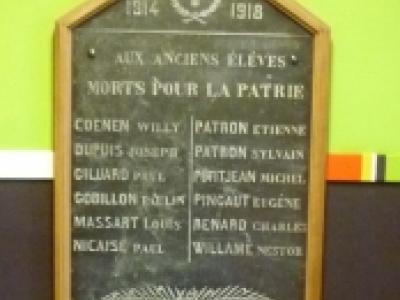 1914 1918
AUX ANCIENS ÉLÈVES
MORTS POUR LA PATRIE
COENEN WILLY PATRON ETIENNE
DUPUIS JOSEPH PATRON SYLVAIN
GILLIARD PAUL PETITJEAN MICHEL
GOBILLON PINGAUT EUGÈNE
MASSART LOUIS RENARD CHARLES
NICAISE PAUL WILLAME NESTOR